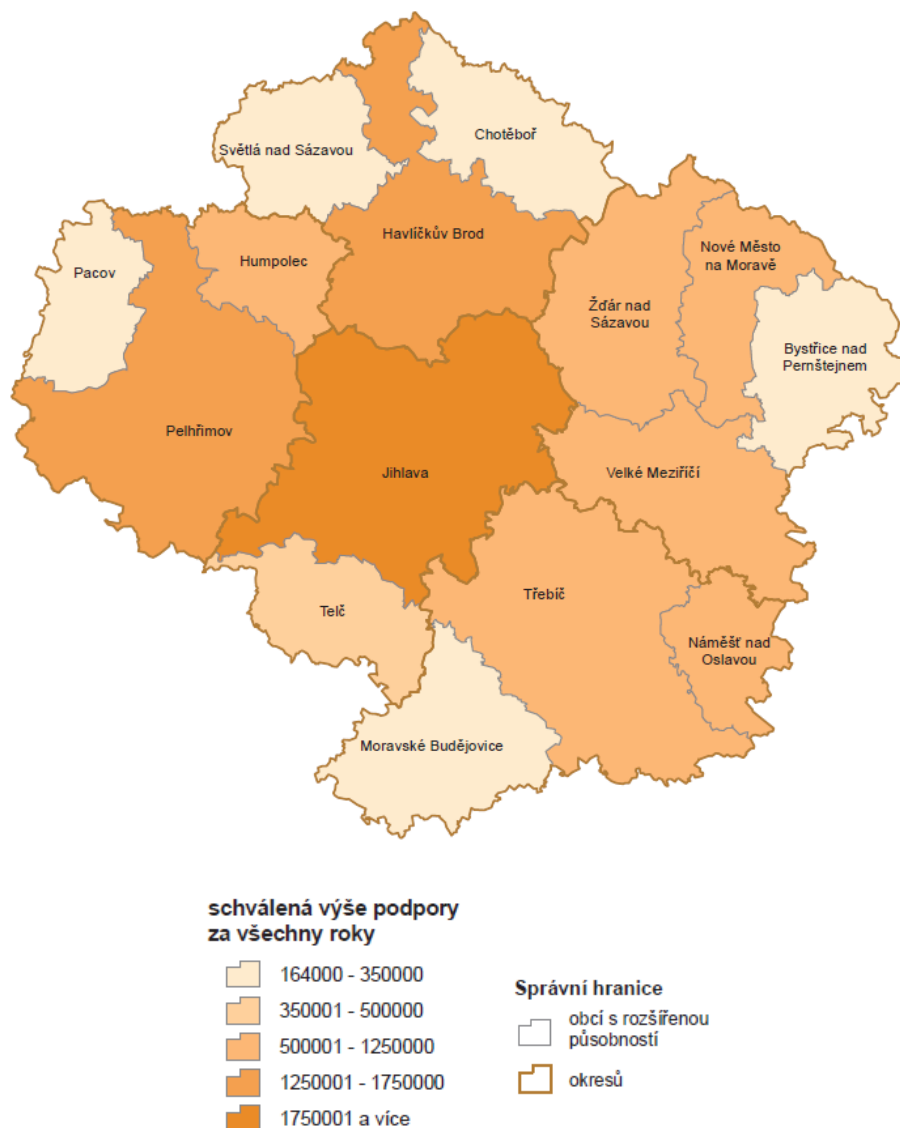 Chotěboř
Světlá nad Sázavou
Havlíčkův Brod
Nové Město
na Moravě
Humpolec
Pacov
Žďár nad
Sázavou
Bystřice nad
Pernštejnem
Pelhřimov
Jihlava
Velké Meziříčí
Třebíč
Telč
Náměšť nad
Oslavou
Moravské Budějovice
schválená výše podpory
za všechny roky
164000 - 350000
350001 - 500000
500001 - 1250000
1250001 - 1750000
1750001 a více
Správní hranice
obcí s rozšířenou
působností
okresů